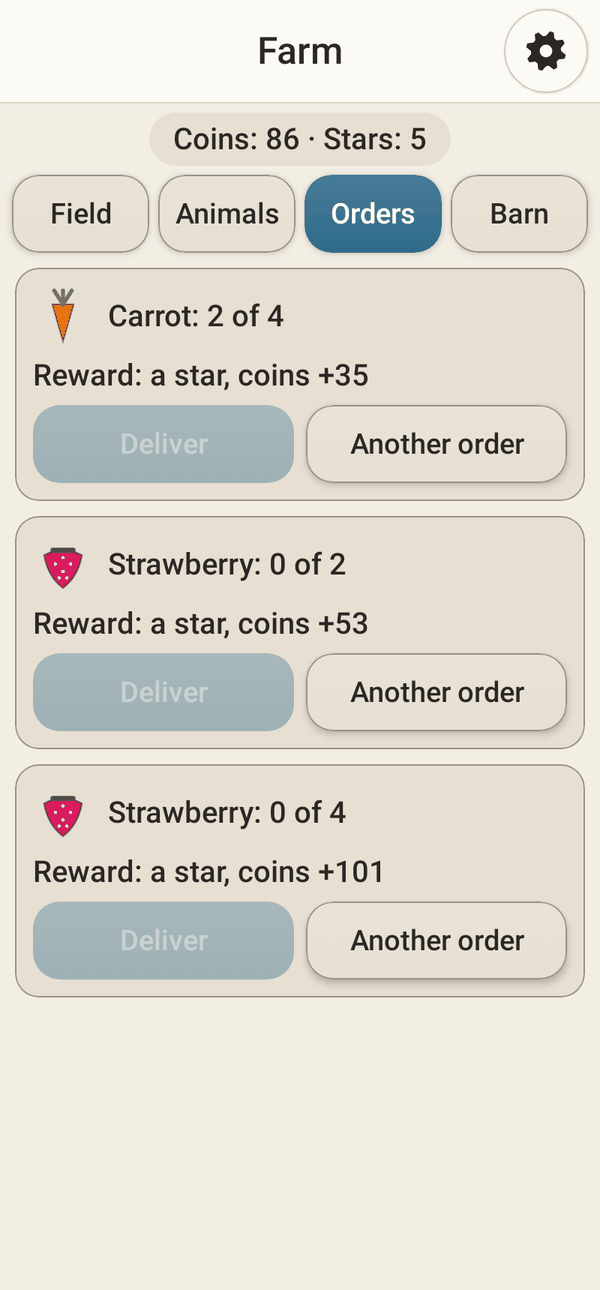 Farm
Coins: 86 · Stars: 5
Field
Animals
Orders
Barn
Carrot: 2 of 4
Reward: a star, coins +35
Deliver
Another order
Strawberry: 0 of 2
Reward: a star, coins +53
Deliver
Another order
Strawberry: 0 of 4
Reward: a star, coins +101
Deliver
Another order